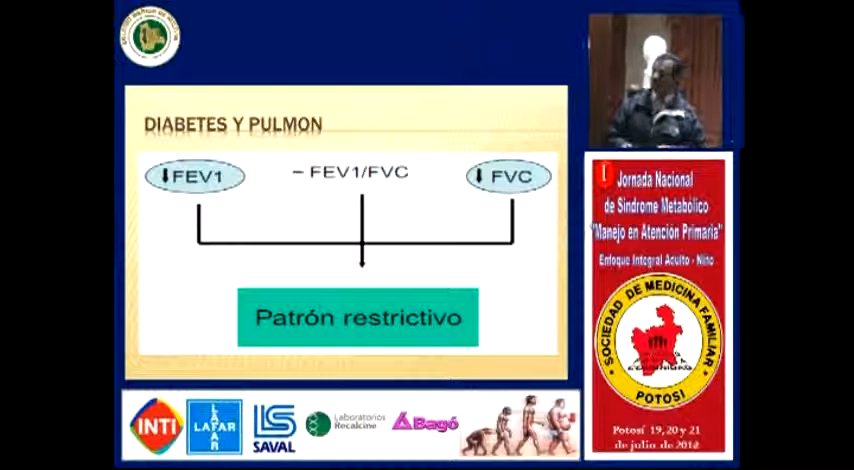 DIABETES Y PULMON
⬇FEV1
– FEV1/FVC
⬇ FVC
Patrón restrictivo
I Jornada Nacional
de Síndrome Metabólico
"Manejo en Atención Primaria"
Enfoque Integral Adulto - Niño
SOCIEDAD DE MEDICINA FAMILIAR
POTOSI
Potosí 19, 20 y 21
de julio de 2012
INTI
LAFAR
LAFAR
SAVAL
Laboratorios
Recalcine
Bagó